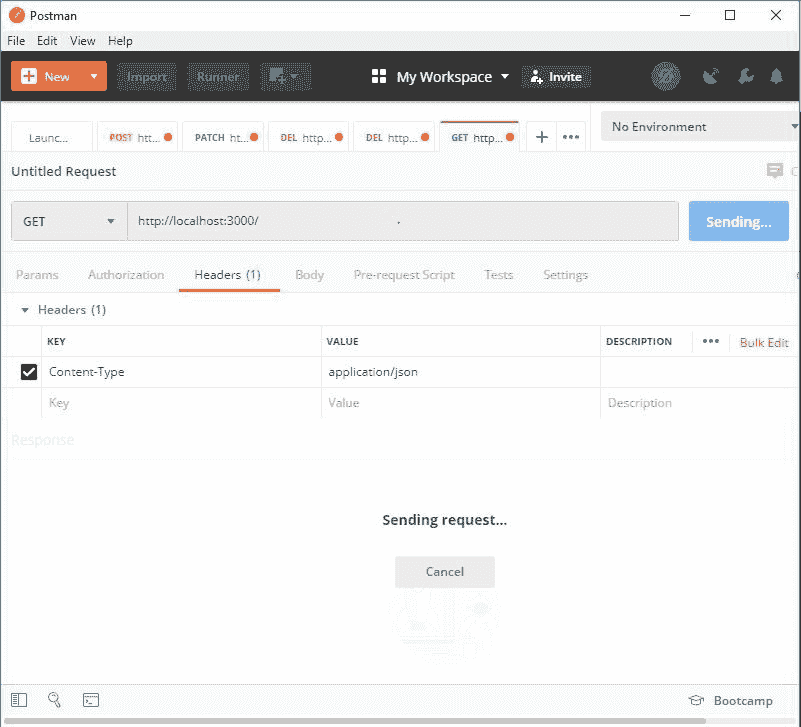 Postman
File Edit View Help
New Import Runner My Workspace Invite
Launc... POST htt... PATCH ht... DEL http... DEL http... GET http... No Environment
Untitled Request
GET http://localhost:3000/ Sending...
Params Authorization Headers (1) Body Pre-request Script Tests Settings
Headers (1)
KEY VALUE DESCRIPTION Bulk Edit
Content-Type application/json
Key Value Description
Response
Sending request...
Cancel
Bootcamp